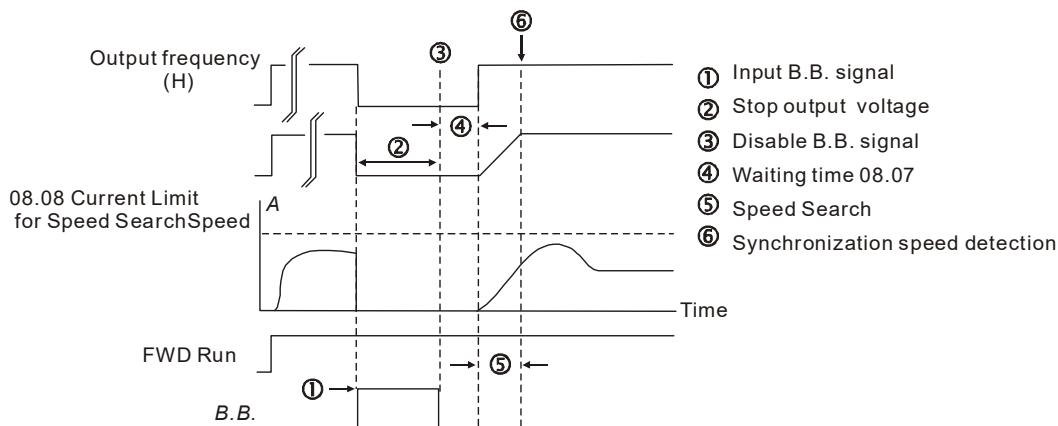 ⑥
③
Output frequency
(H)
④
②
08.08 Current Limit
for Speed SearchSpeed
A
Time
FWD Run
⑤
①
B.B.
① Input B.B. signal
② Stop output voltage
③ Disable B.B. signal
④ Waiting time 08.07
⑤ Speed Search
⑥ Synchronization speed detection